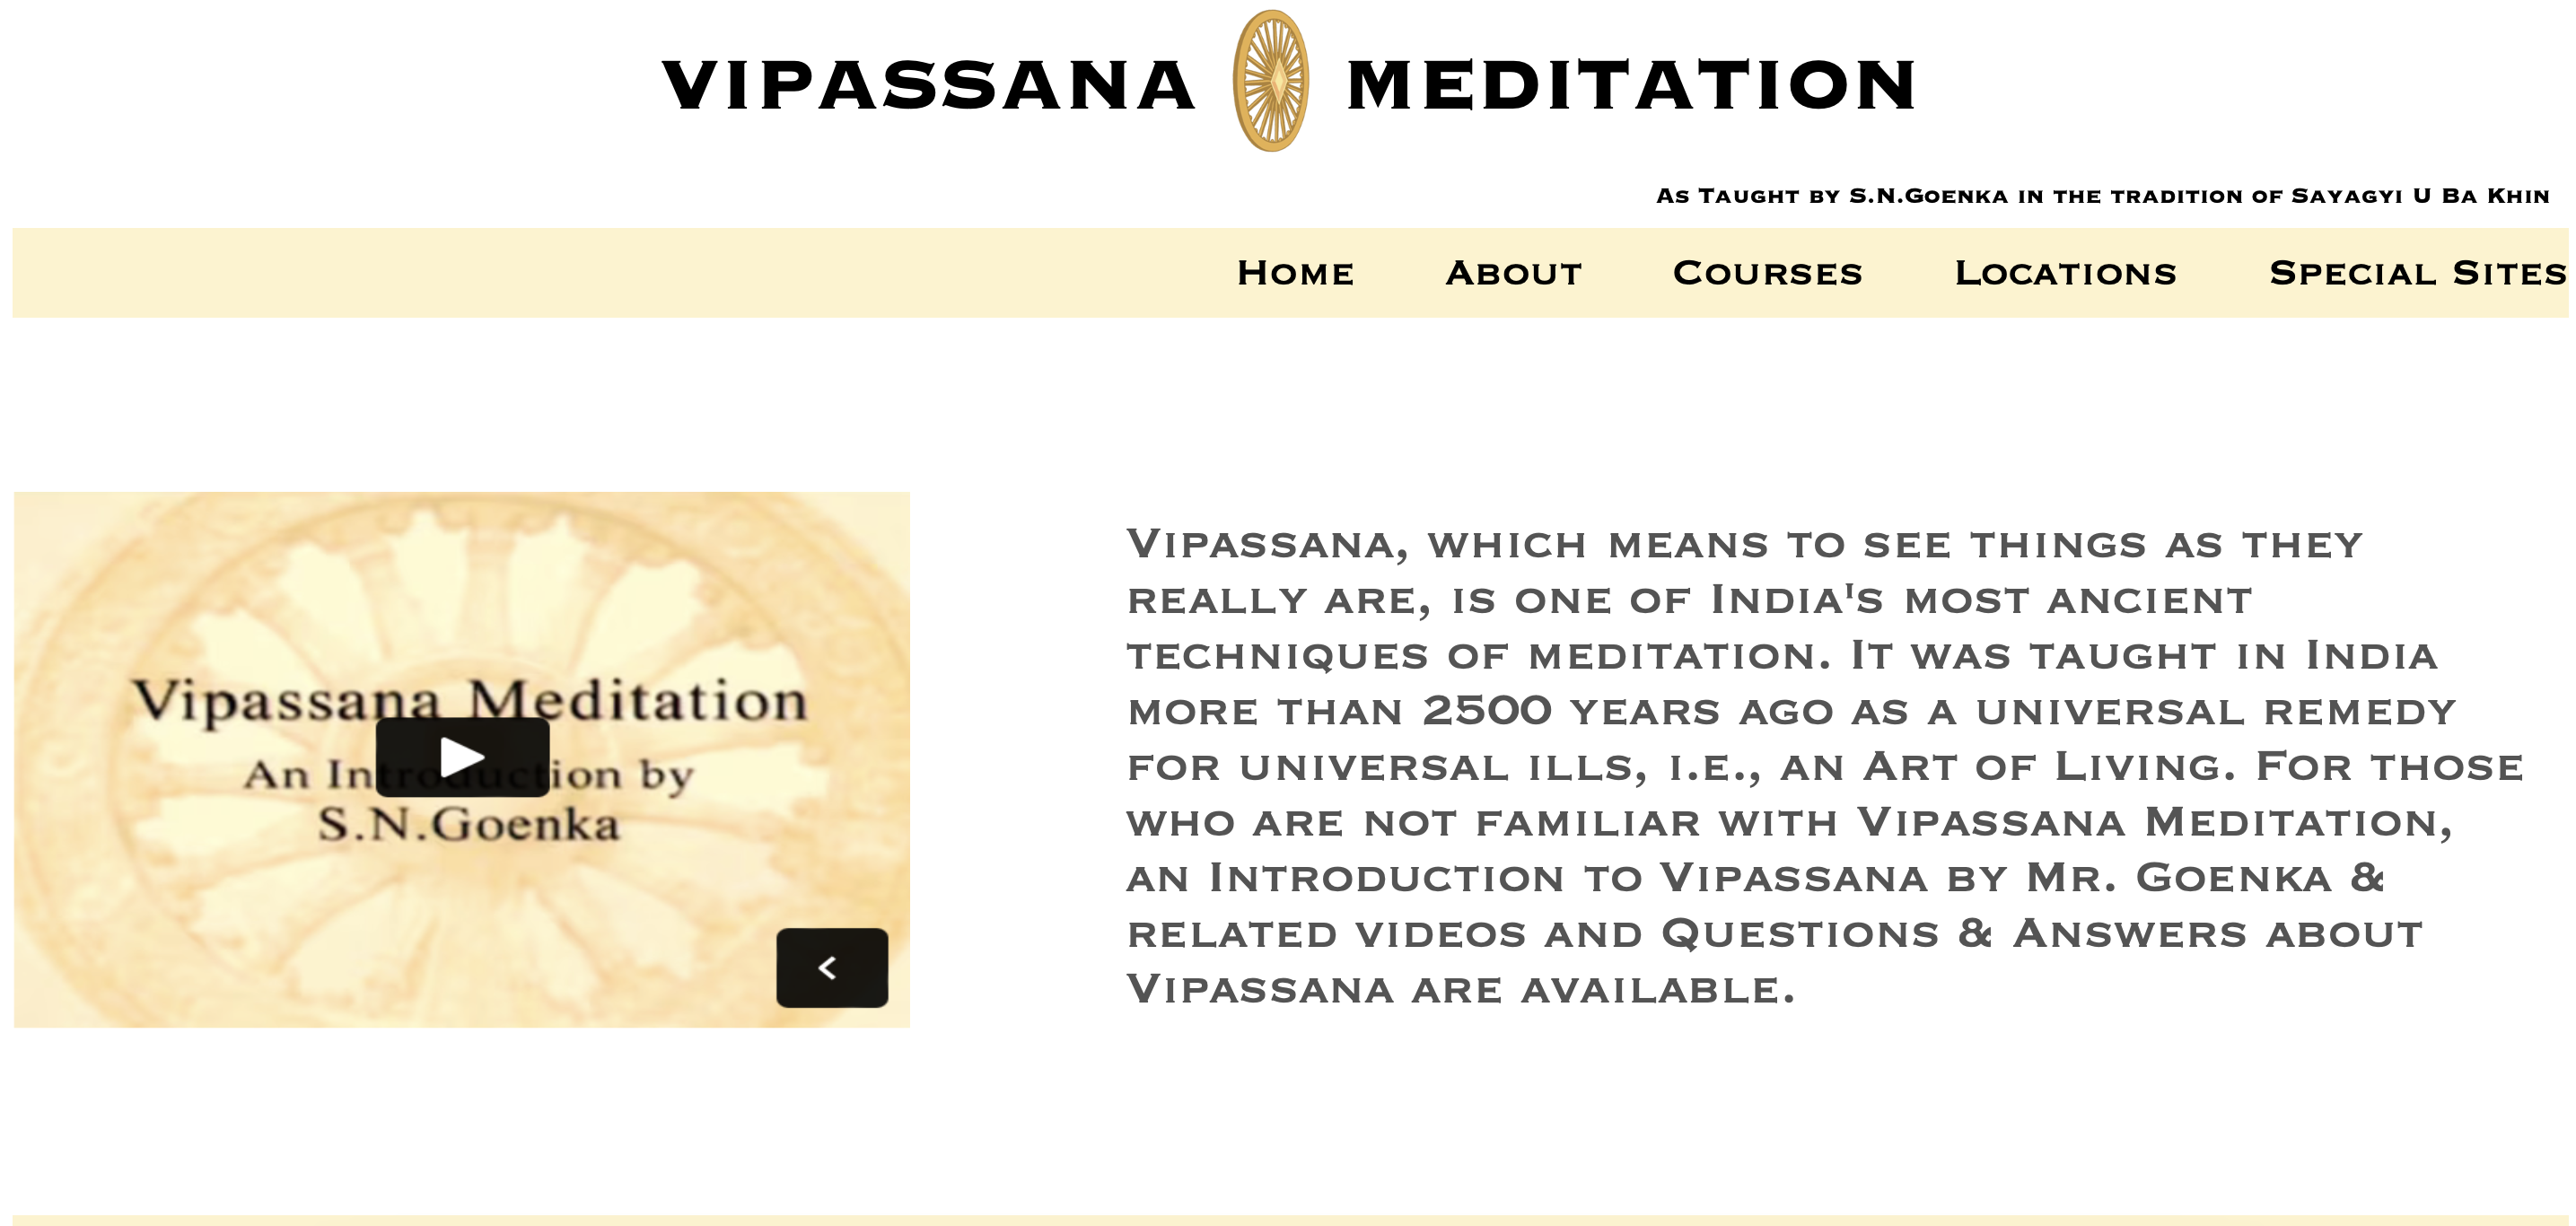 VIPASSANA MEDITATION
As Taught by S.N.Goenka in the tradition of Sayagyi U Ba Khin
Home About Courses Locations Special Sites
Vipassana Meditation
An Introduction by
S.N.Goenka
Vipassana, which means to see things as they
really are, is one of India's most ancient
techniques of meditation. It was taught in India
more than 2500 years ago as a universal remedy
for universal ills, i.e., an Art of Living. For those
who are not familiar with Vipassana Meditation,
an Introduction to Vipassana by Mr. Goenka &
related videos and Questions & Answers about
Vipassana are available.